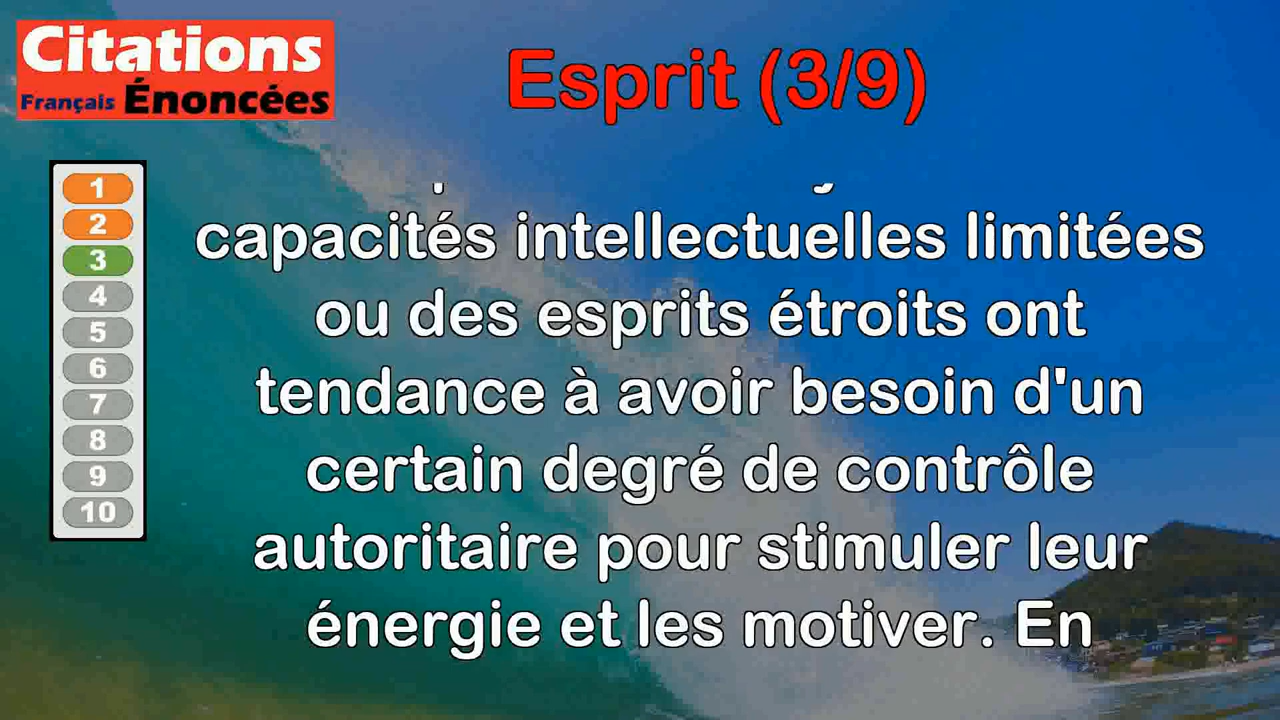 Citations
Français Énoncées
Esprit (3/9)
1
2
3
4
5
6
7
8
9
10
capacités intellectuelles limitées
ou des esprits étroits ont
tendance à avoir besoin d'un
certain degré de contrôle
autoritaire pour stimuler leur
énergie et les motiver. En